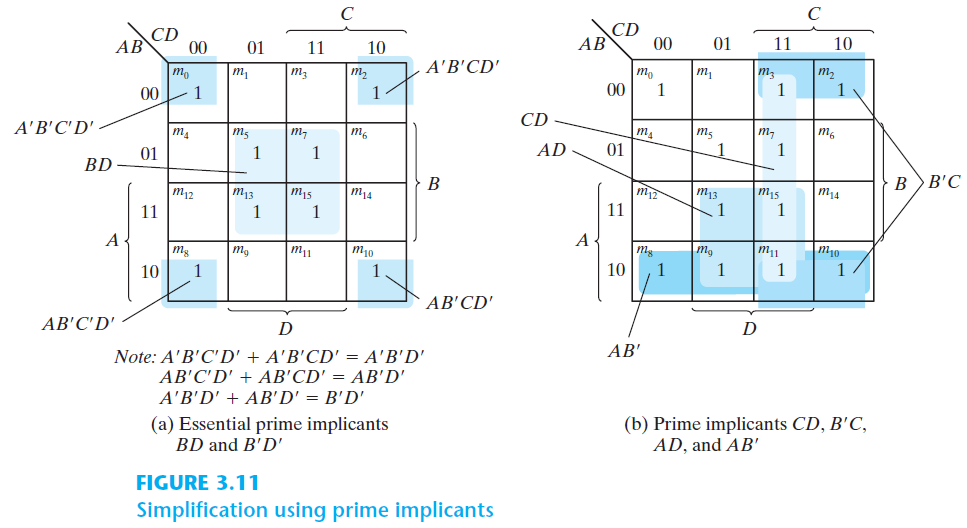 C
C
CD
AB
00 01 11 10
CD
AB
00 01 11 10
A'B'CD'
00
m0 1
m1
m3
m2 1
00
m0 1
m1
m3 1
m2 1
A'B'C'D'
CD
01
m4
m5 1
m7 1
m6
BD
AD
01
m4
m5 1
m7 1
m6
B
B
B'C
11
m12
m13 1
m15 1
m14
11
m12
m13 1
m15 1
m14
A
A
10
m8 1
m9
m11
m10 1
10
m8 1
m9 1
m11 1
m10 1
AB'CD'
AB'C'D'
D
D
AB'
Note: A'B'C'D' + A'B'CD' = A'B'D'
AB'C'D' + AB'CD' = AB'D'
A'B'D' + AB'D' = B'D'
(a) Essential prime implicants
BD and B'D'
(b) Prime implicants CD, B'C,
AD, and AB'
FIGURE 3.11
Simplification using prime implicants